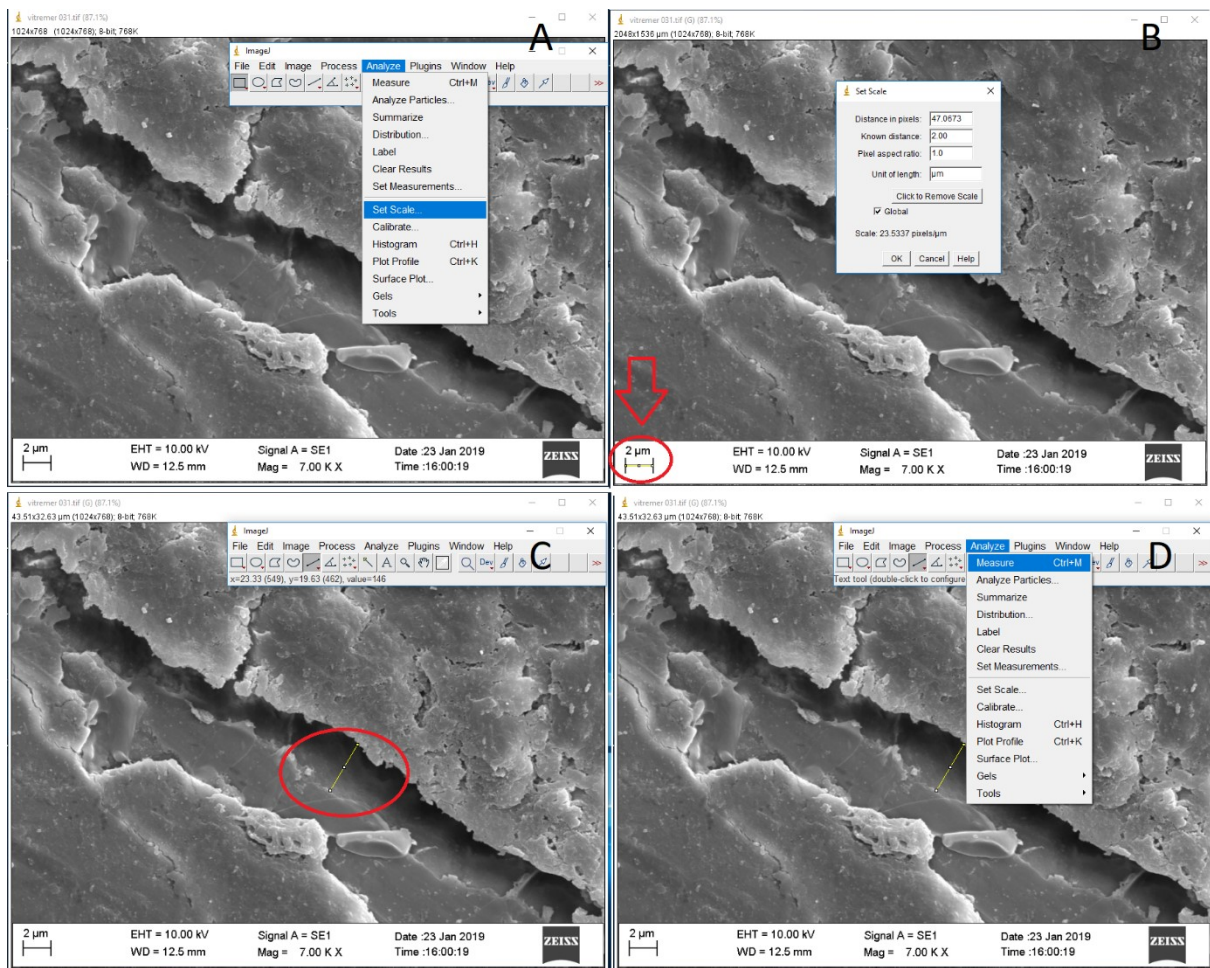 vitremer 031.tif (87.1%)
1024x768 (1024x768); 8-bit; 768K
A
ImageJ
File Edit Image Process Analyze Plugins Window Help
>>
Measure Ctrl+M
Analyze Particles...
Summarize
Distribution...
Label
Clear Results
Set Measurements...
Set Scale...
Calibrate...
Histogram Ctrl+H
Plot Profile Ctrl+K
Surface Plot...
Gels
Tools
2 µm EHT = 10.00 kV Signal A = SE1 Date :23 Jan 2019 ZEISS
WD = 12.5 mm Mag = 7.00 K X Time :16:00:19
vitremer 031.tif (G) (87.1%)
2048x1536 µm (1024x768); 8-bit; 768K
B
Set Scale
Distance in pixels: 47.0673
Known distance: 2.00
Pixel aspect ratio: 1.0
Unit of length: µm
Click to Remove Scale
Global
Scale: 23.5337 pixels/µm
OK Cancel Help
2 µm EHT = 10.00 kV Signal A = SE1 Date :23 Jan 2019 ZEISS
WD = 12.5 mm Mag = 7.00 K X Time :16:00:19
vitremer 031.tif (G) (87.1%)
43.51x32.63 µm (1024x768); 8-bit; 768K
C
ImageJ
File Edit Image Process Analyze Plugins Window Help
A Dev >>
x=23.33 (549), y=19.63 (462), value=146
2 µm EHT = 10.00 kV Signal A = SE1 Date :23 Jan 2019 ZEISS
WD = 12.5 mm Mag = 7.00 K X Time :16:00:19
vitremer 031.tif (G) (87.1%)
43.51x32.63 µm (1024x768); 8-bit; 768K
D
ImageJ
File Edit Image Process Analyze Plugins Window Help
>>
Text tool (double-click to configure
Measure Ctrl+M
Analyze Particles...
Summarize
Distribution...
Label
Clear Results
Set Measurements...
Set Scale...
Calibrate...
Histogram Ctrl+H
Plot Profile Ctrl+K
Surface Plot...
Gels
Tools
2 µm EHT = 10.00 kV Signal A = SE1 Date :23 Jan 2019 ZEISS
WD = 12.5 mm Mag = 7.00 K X Time :16:00:19